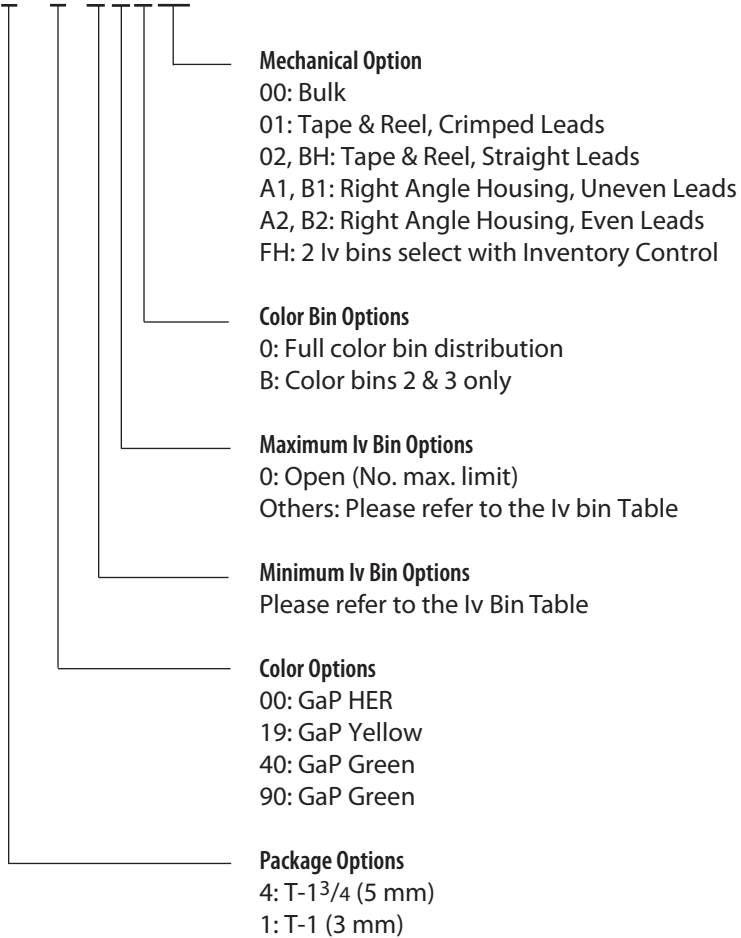 Mechanical Option
00: Bulk
01: Tape & Reel, Crimped Leads
02, BH: Tape & Reel, Straight Leads
A1, B1: Right Angle Housing, Uneven Leads
A2, B2: Right Angle Housing, Even Leads
FH: 2 Iv bins select with Inventory Control
Color Bin Options
0: Full color bin distribution
B: Color bins 2 & 3 only
Maximum Iv Bin Options
0: Open (No. max. limit)
Others: Please refer to the Iv bin Table
Minimum Iv Bin Options
Please refer to the Iv Bin Table
Color Options
00: GaP HER
19: GaP Yellow
40: GaP Green
90: GaP Green
Package Options
4: T-1 3/4 (5 mm)
1: T-1 (3 mm)